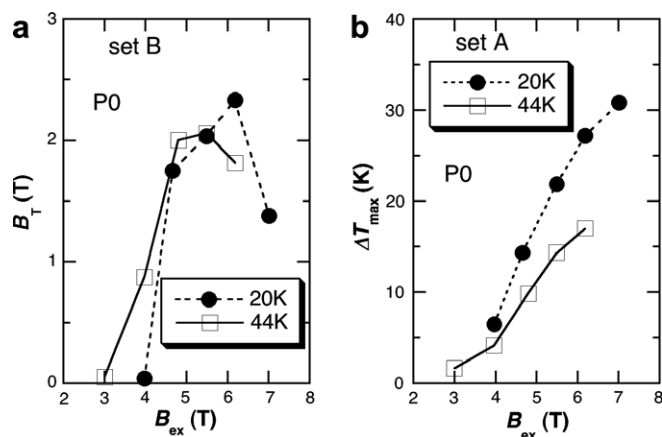 a
set B
P0
20K
44K
B_T (T)
3
2
1
0
2 3 4 5 6 7 8
B_ex (T)
b
set A
20K
44K
P0
ΔT_max (K)
40
30
20
10
0
2 3 4 5 6 7 8
B_ex (T)